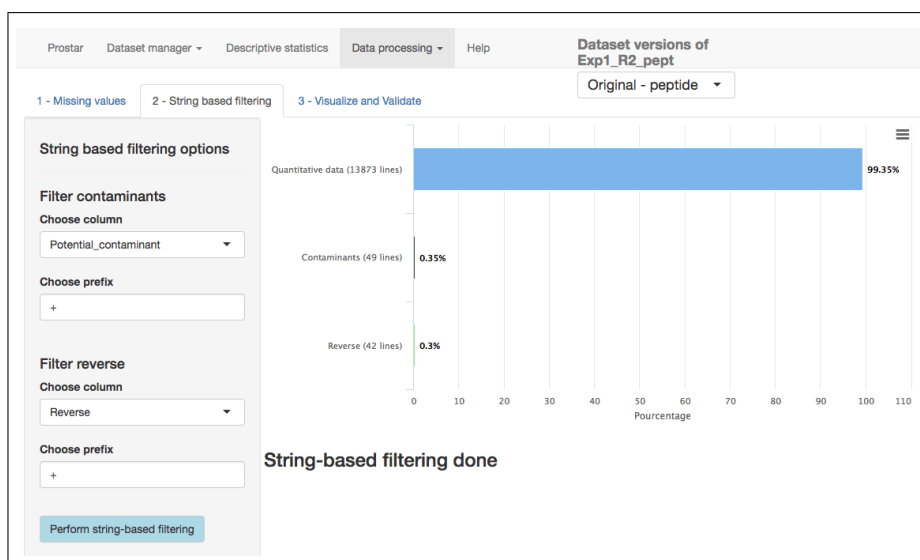 Prostar Dataset manager Descriptive statistics Data processing Help
Dataset versions of
Exp1_R2_pept
Original - peptide
1 - Missing values 2 - String based filtering 3 - Visualize and Validate
String based filtering options
Filter contaminants
Choose column
Potential_contaminant
Choose prefix
+
Filter reverse
Choose column
Reverse
Choose prefix
+
Perform string-based filtering
Quantitative data (13873 lines) 99.35%
Contaminants (49 lines) 0.35%
Reverse (42 lines) 0.3%
0 10 20 30 40 50 60 70 80 90 100 110
Pourcentage
String-based filtering done